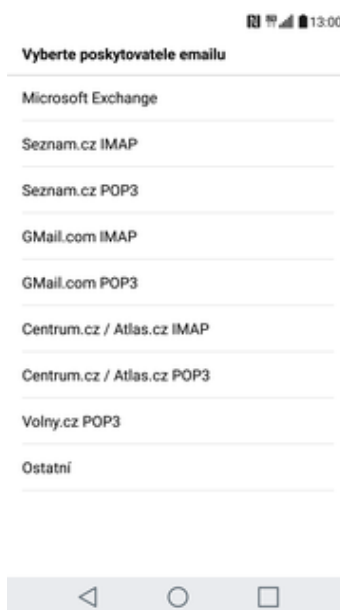 13:00
Vyberte poskytovatele emailu
Microsoft Exchange
Seznam.cz IMAP
Seznam.cz POP3
GMail.com IMAP
GMail.com POP3
Centrum.cz / Atlas.cz IMAP
Centrum.cz / Atlas.cz POP3
Volny.cz POP3
Ostatní